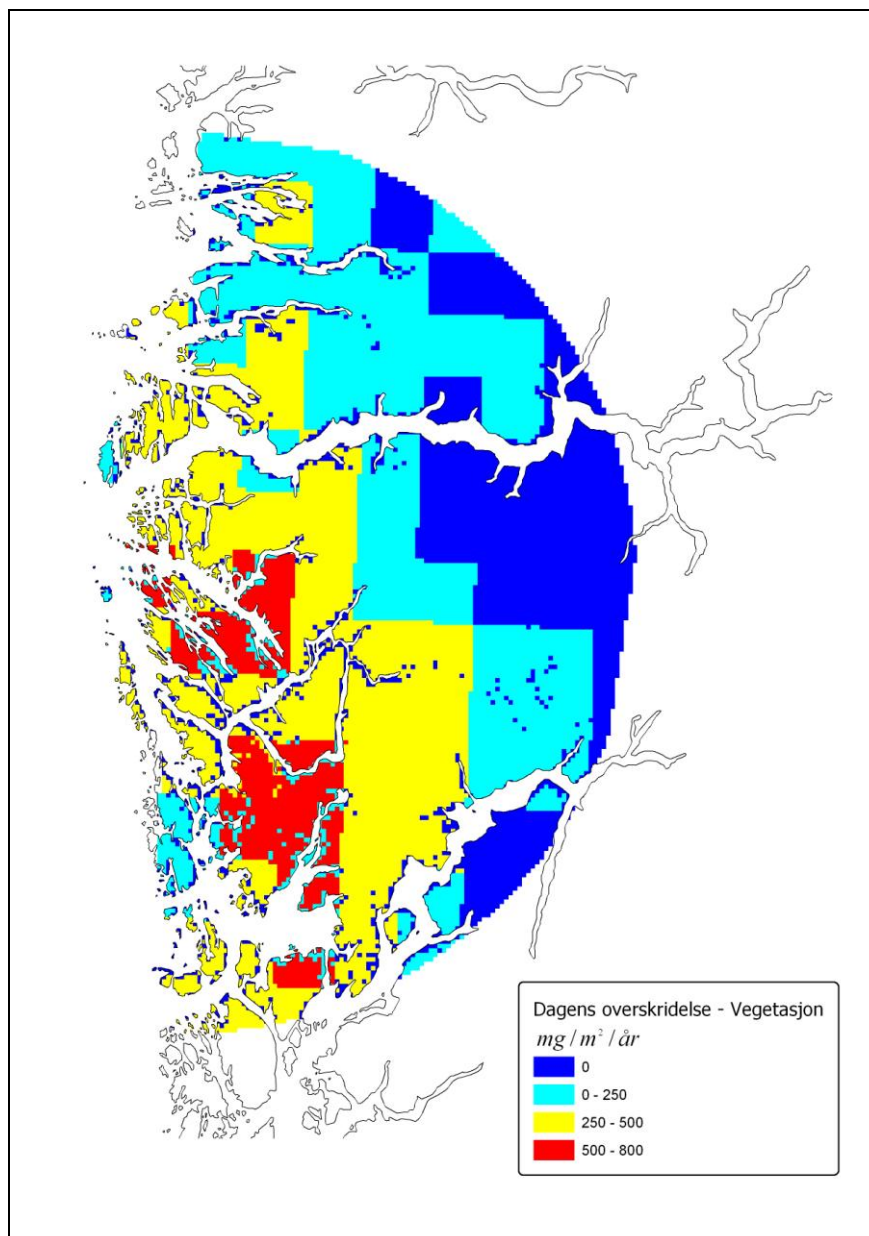 Dagens overskridelse - Vegetasjon
mg / m² / år
0
0 - 250
250 - 500
500 - 800